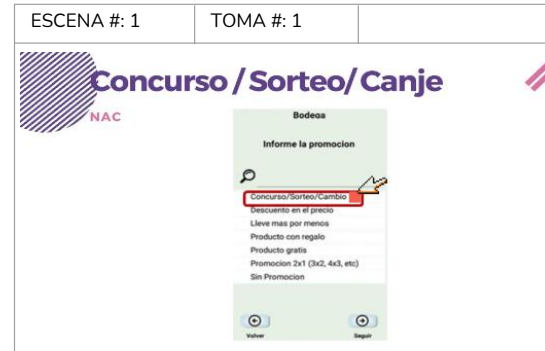 ESCENA #: 1
TOMA #: 1
Concurso / Sorteo/ Canje
NAC
Bodega
Informe la promocion
Concurso/Sorteo/Cambio
Descuento en el precio
Lleve mas por menos
Producto con regalo
Producto gratis
Promocion 2x1 (3x2, 4x3, etc)
Sin Promocion
Volver
Seguir